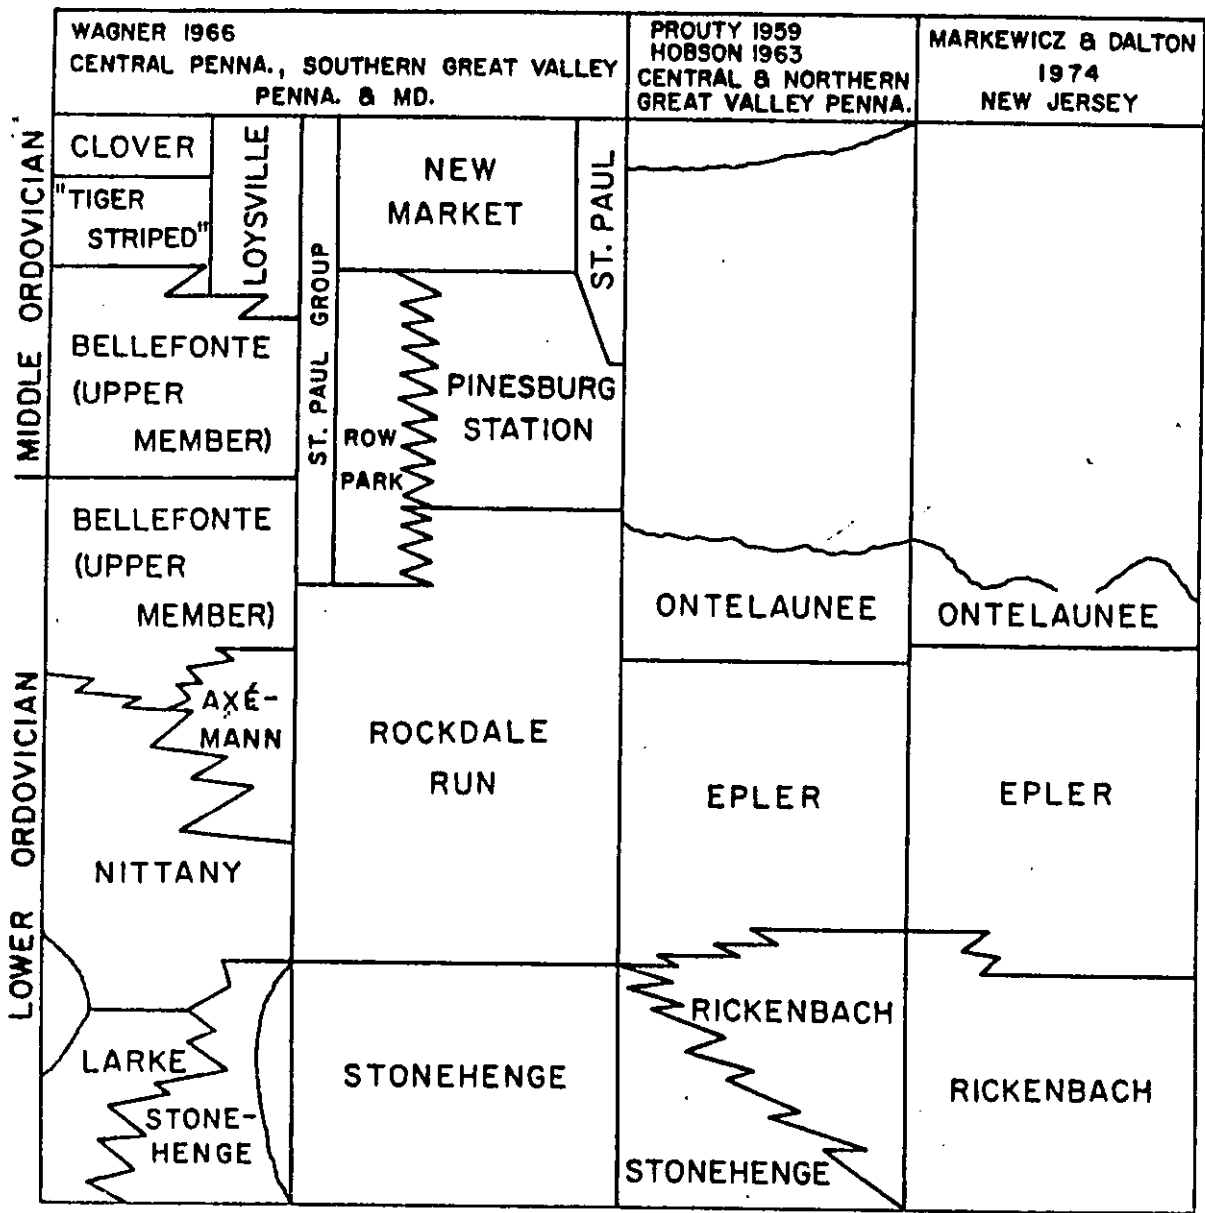 WAGNER 1966
CENTRAL PENNA., SOUTHERN GREAT VALLEY
PENNA. & MD.
PROUTY 1959
HOBSON 1963
CENTRAL & NORTHERN
GREAT VALLEY PENNA.
MARKEWICZ & DALTON
1974
NEW JERSEY
MIDDLE ORDOVICIAN
LOWER ORDOVICIAN
CLOVER
"TIGER
STRIPED"
LOYSVILLE
BELLEFONTE
(UPPER
MEMBER)
BELLEFONTE
(UPPER
MEMBER)
AXÉ-
MANN
NITTANY
LARKE
STONE-
HENGE
ST. PAUL GROUP
NEW
MARKET
ST. PAUL
ROW
PARK
PINESBURG
STATION
ROCKDALE
RUN
STONEHENGE
ONTELAUNEE
EPLER
RICKENBACH
STONEHENGE
ONTELAUNEE
EPLER
RICKENBACH